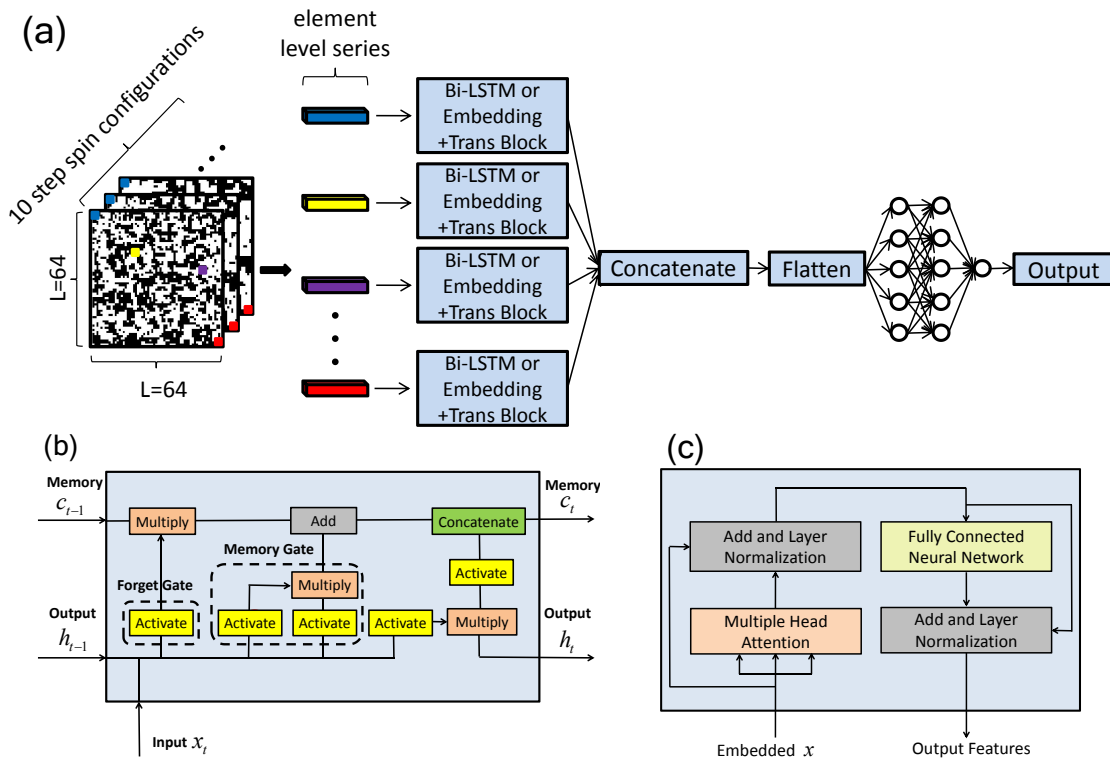 (a)
10 step spin configurations
L=64
L=64
element
level series
Bi-LSTM or
Embedding
+Trans Block
Bi-LSTM or
Embedding
+Trans Block
Bi-LSTM or
Embedding
+Trans Block
Bi-LSTM or
Embedding
+Trans Block
Concatenate
Flatten
Output
(b)
Memory
c_{t-1}
Multiply
Add
Concatenate
Memory
c_t
Memory Gate
Forget Gate
Multiply
Activate
Output
h_{t-1}
Activate
Activate
Activate
Activate
Multiply
Output
h_t
Input x_t
(c)
Add and Layer
Normalization
Fully Connected
Neural Network
Multiple Head
Attention
Add and Layer
Normalization
Embedded x
Output Features